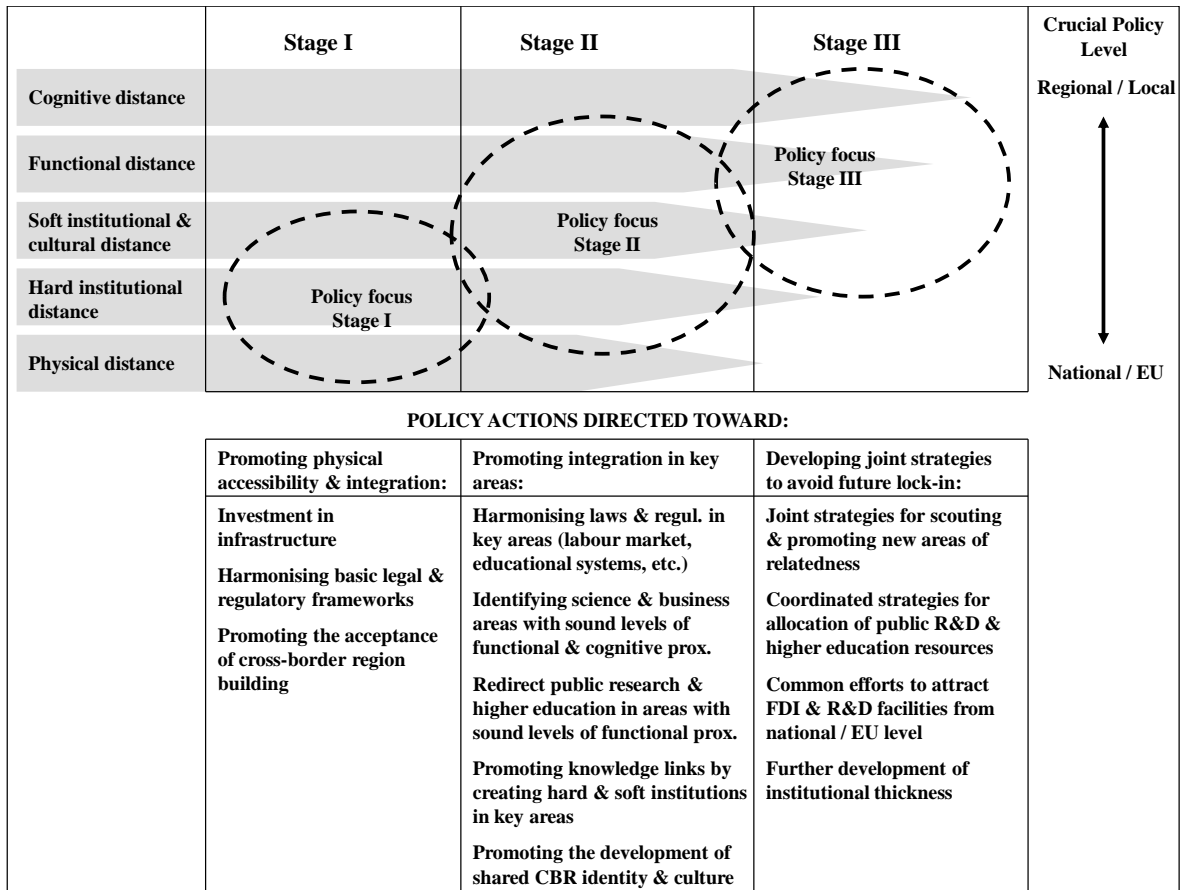 Stage I
Stage II
Stage III
Crucial Policy
Level
Cognitive distance
Regional / Local
Functional distance
Policy focus
Stage III
Soft institutional &
cultural distance
Policy focus
Stage II
Hard institutional
distance
Policy focus
Stage I
Physical distance
National / EU
POLICY ACTIONS DIRECTED TOWARD:
Promoting physical
accessibility & integration:
Investment in
infrastructure
Harmonising basic legal &
regulatory frameworks
Promoting the acceptance
of cross-border region
building
Promoting integration in key
areas:
Harmonising laws & regul. in
key areas (labour market,
educational systems, etc.)
Identifying science & business
areas with sound levels of
functional & cognitive prox.
Redirect public research &
higher education in areas with
sound levels of functional prox.
Promoting knowledge links by
creating hard & soft institutions
in key areas
Promoting the development of
shared CBR identity & culture
Developing joint strategies
to avoid future lock-in:
Joint strategies for scouting
& promoting new areas of
relatedness
Coordinated strategies for
allocation of public R&D &
higher education resources
Common efforts to attract
FDI & R&D facilities from
national / EU level
Further development of
institutional thickness